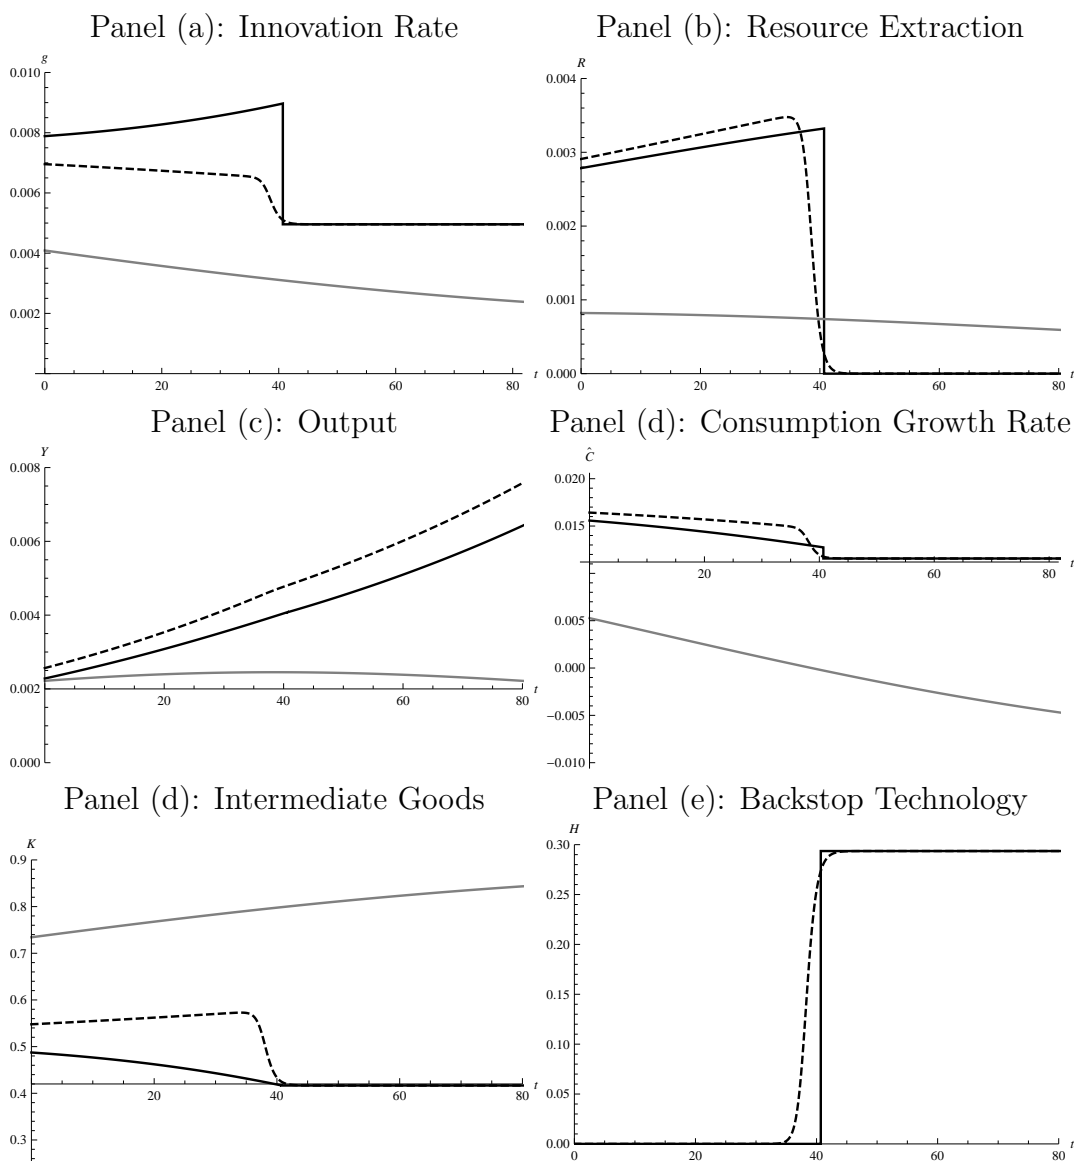 Panel (a): Innovation Rate
g
0.010
0.008
0.006
0.004
0.002
0 20 40 60 80 t
Panel (b): Resource Extraction
R
0.004
0.003
0.002
0.001
0.000
0 20 40 60 80 t
Panel (c): Output
Y
0.008
0.006
0.004
0.002
0.000
20 40 60 80 t
Panel (d): Consumption Growth Rate
Ĉ
0.020
0.015
0.005
0.000
−0.005
−0.010
20 40 60 80 t
Panel (d): Intermediate Goods
K
0.9
0.8
0.7
0.6
0.5
0.4
0.3
20 40 60 80 t
Panel (e): Backstop Technology
H
0.30
0.25
0.20
0.15
0.10
0.05
0.00
0 20 40 60 80 t